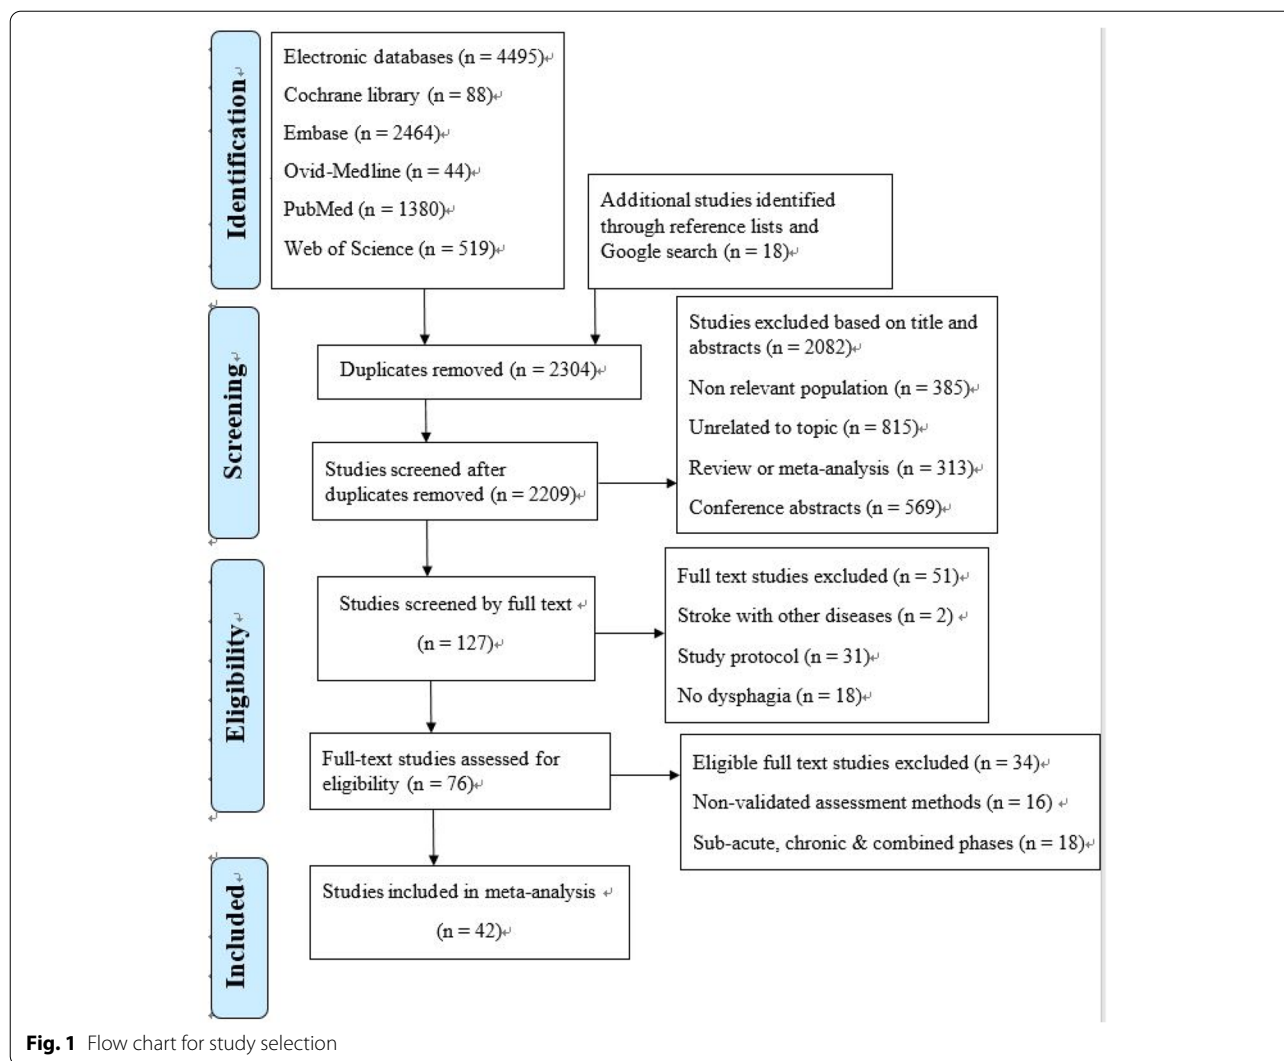 Identification
Electronic databases (n = 4495)↵
Cochrane library (n = 88)↵
Embase (n = 2464)↵
Ovid-Medline (n = 44)↵
PubMed (n = 1380)↵
Web of Science (n = 519)↵
Additional studies identified
through reference lists and
Google search (n = 18)↵
Screening
Duplicates removed (n = 2304)↵
Studies screened after
duplicates removed (n = 2209)↵
Studies excluded based on title and
abstracts (n = 2082)↵
Non relevant population (n = 385)↵
Unrelated to topic (n = 815)↵
Review or meta-analysis (n = 313)↵
Conference abstracts (n = 569)↵
Eligibility
Studies screened by full text ↵
(n = 127)↵
Full text studies excluded (n = 51)↵
Stroke with other diseases (n = 2) ↵
Study protocol (n = 31)↵
No dysphagia (n = 18)↵
Full-text studies assessed for
eligibility (n = 76)↵
Eligible full text studies excluded (n = 34)↵
Non-validated assessment methods (n = 16) ↵
Sub-acute, chronic & combined phases (n = 18)↵
Included
Studies included in meta-analysis ↵
(n = 42)↵
Fig. 1 Flow chart for study selection